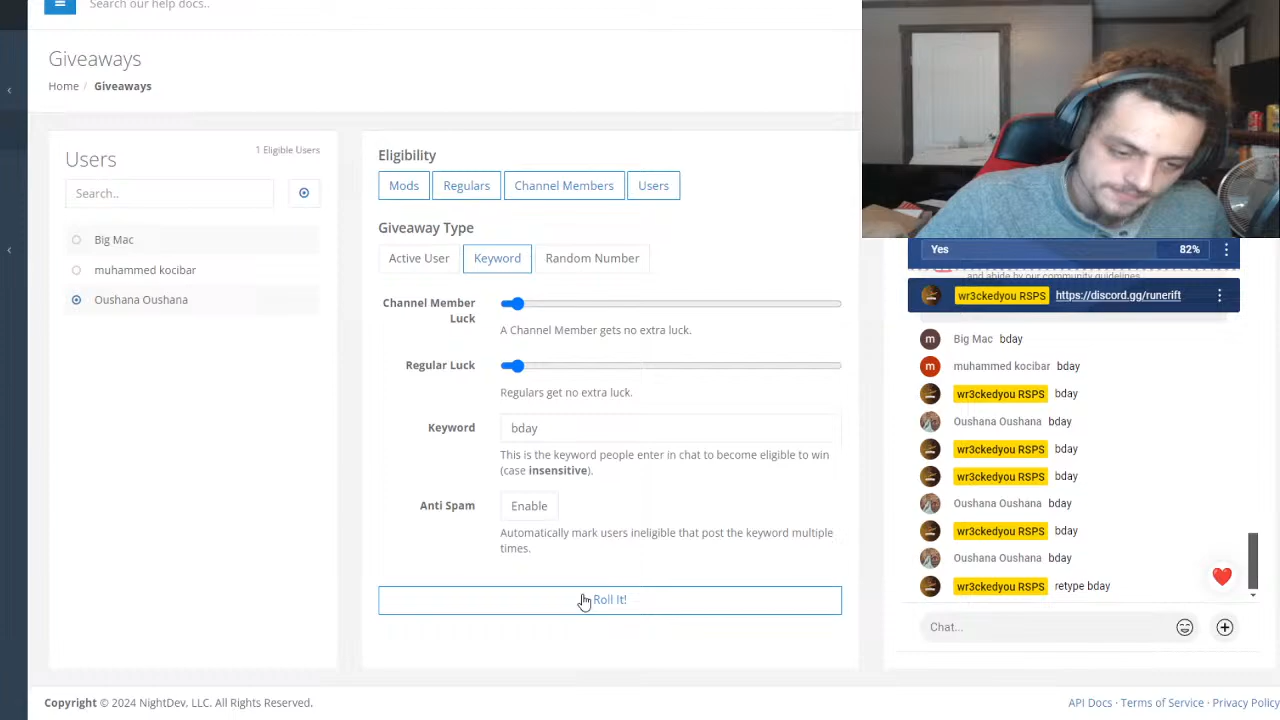 Search our help docs..
Giveaways
Home / Giveaways
Users
1 Eligible Users
Search..
Big Mac
muhammed kocibar
Oushana Oushana
Eligibility
Mods Regulars Channel Members Users
Giveaway Type
Active User Keyword Random Number
Channel Member Luck
A Channel Member gets no extra luck.
Regular Luck
Regulars get no extra luck.
Keyword
bday
This is the keyword people enter in chat to become eligible to win
(case insensitive).
Anti Spam
Enable
Automatically mark users ineligible that post the keyword multiple
times.
Roll It!
Yes 82%
and abide by our community guidelines
wr3ckedyou RSPS https://discord.gg/runerift
m Big Mac bday
m muhammed kocibar bday
wr3ckedyou RSPS bday
Oushana Oushana bday
wr3ckedyou RSPS bday
wr3ckedyou RSPS bday
Oushana Oushana bday
wr3ckedyou RSPS bday
Oushana Oushana bday
wr3ckedyou RSPS retype bday
Chat...
Copyright © 2024 NightDev, LLC. All Rights Reserved.
API Docs · Terms of Service · Privacy Policy